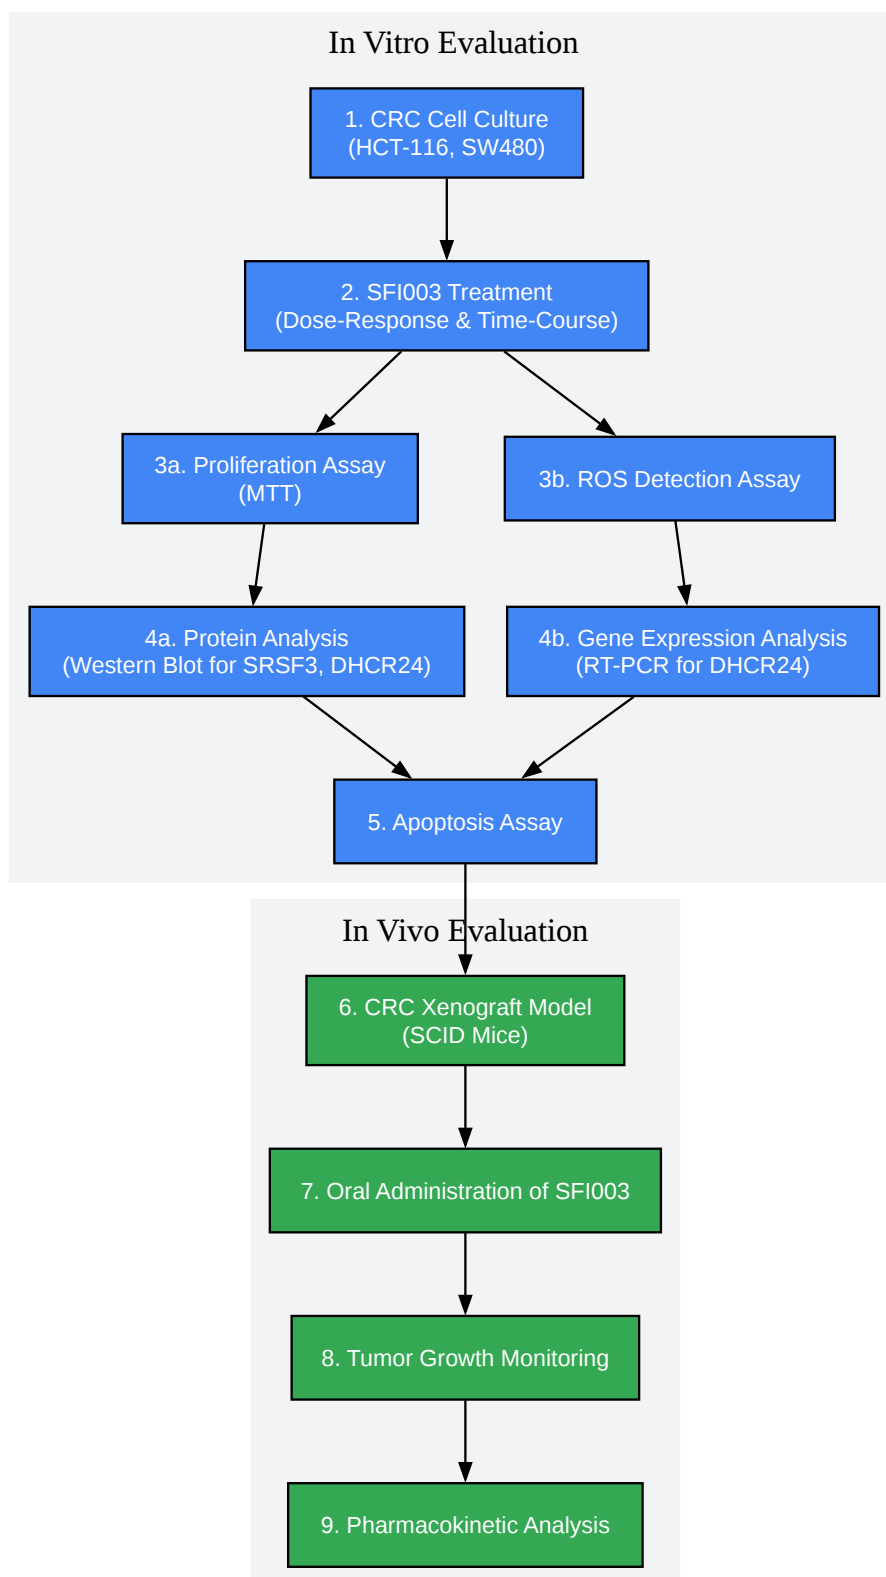 In Vitro Evaluation
1. CRC Cell Culture
(HCT-116, SW480)
2. SFI003 Treatment
(Dose-Response & Time-Course)
3a. Proliferation Assay
(MTT)
3b. ROS Detection Assay
4a. Protein Analysis
(Western Blot for SRSF3, DHCR24)
4b. Gene Expression Analysis
(RT-PCR for DHCR24)
5. Apoptosis Assay
In Vivo Evaluation
6. CRC Xenograft Model
(SCID Mice)
7. Oral Administration of SFI003
8. Tumor Growth Monitoring
9. Pharmacokinetic Analysis